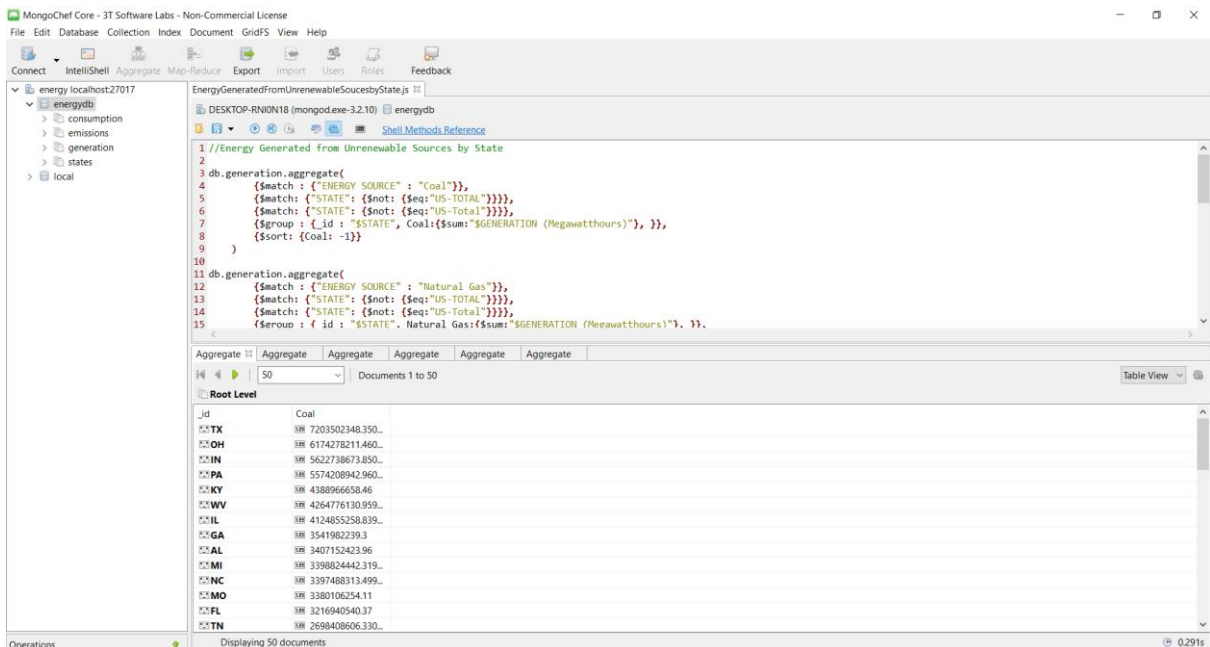 MongoChef Core - 3T Software Labs - Non-Commercial License
File Edit Database Collection Index Document GridFS View Help
Connect IntelliShell Aggregate Map-Reduce Export Import Users Roles Feedback
energy localhost:27017
energydb
consumption
emissions
generation
states
local
EnergyGeneratedFromUnrenewableSoucesbyState.js
DESKTOP-RNI0N18 (mongod.exe-3.2.10) energydb
Shell Methods Reference
1 //Energy Generated from Unrenewable Sources by State
2
3 db.generation.aggregate(
4 {$match : {"ENERGY SOURCE" : "Coal"}},
5 {$match: {"STATE": {$not: {$eq:"US-TOTAL"}}}},
6 {$match: {"STATE": {$not: {$eq:"US-Total"}}}},
7 {$group : {_id : "$STATE", Coal:{$sum:"$GENERATION (Megawatthours)"}, }},
8 {$sort: {Coal: -1}}
9 )
10
11 db.generation.aggregate(
12 {$match : {"ENERGY SOURCE" : "Natural Gas"}},
13 {$match: {"STATE": {$not: {$eq:"US-TOTAL"}}}},
14 {$match: {"STATE": {$not: {$eq:"US-Total"}}}},
15 {$group : {_id : "$STATE", Natural Gas:{$sum:"$GENERATION (Megawatthours)"}, }},
Aggregate Aggregate Aggregate Aggregate Aggregate Aggregate
50 Documents 1 to 50 Table View
Root Level
_id Coal
TX 7203502348.350...
OH 6174278211.460...
IN 5622738673.850...
PA 5574208942.960...
KY 4388966658.46
WV 4264776130.959...
IL 4124855258.839...
GA 3541982239.3
AL 3407152423.96
MI 3398824442.319...
NC 3397488313.499...
MO 3380106254.11
FL 3216940540.37
TN 2698408606.330...
Operations Displaying 50 documents 0.291s